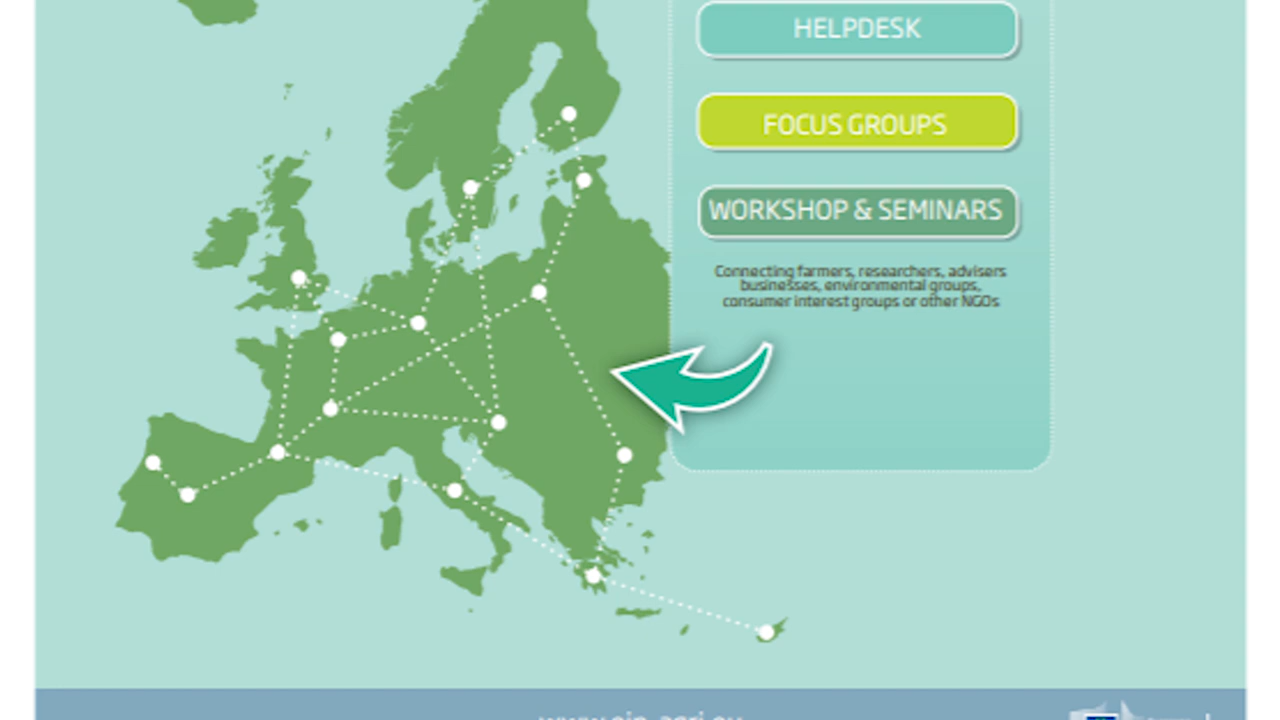 HELPDESK
FOCUS GROUPS
WORKSHOP & SEMINARS
Connecting farmers, researchers, advisers
businesses, environmental groups,
consumer interest groups or other NGOs